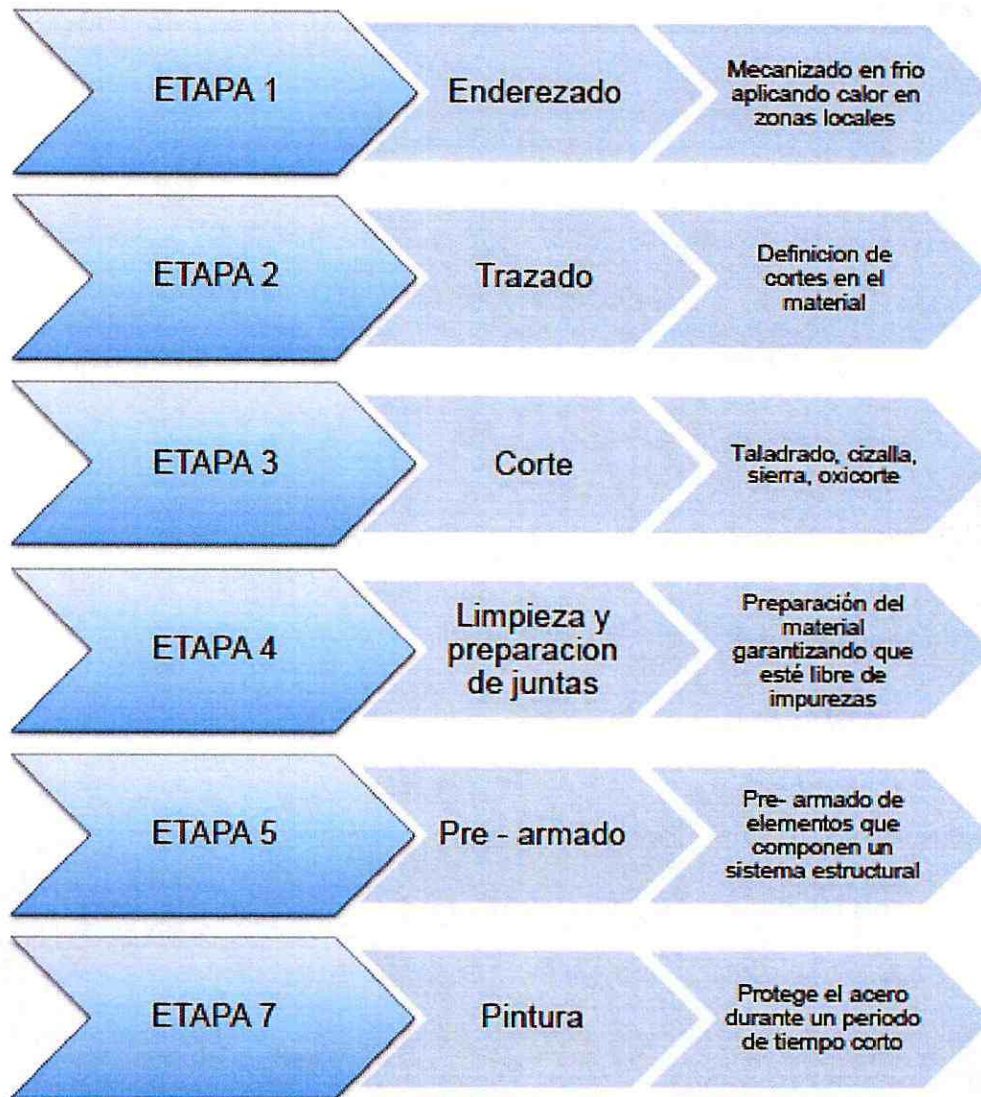 ETAPA 1
Enderezado
Mecanizado en frio
aplicando calor en
zonas locales
ETAPA 2
Trazado
Definicion de
cortes en el
material
ETAPA 3
Corte
Taladrado, cizalla,
sierra, oxicorte
ETAPA 4
Limpieza y
preparacion
de juntas
Preparación del
material
garantizando que
esté libre de
impurezas
ETAPA 5
Pre - armado
Pre- armado de
elementos que
componen un
sistema estructural
ETAPA 7
Pintura
Protege el acero
durante un periodo
de tiempo corto